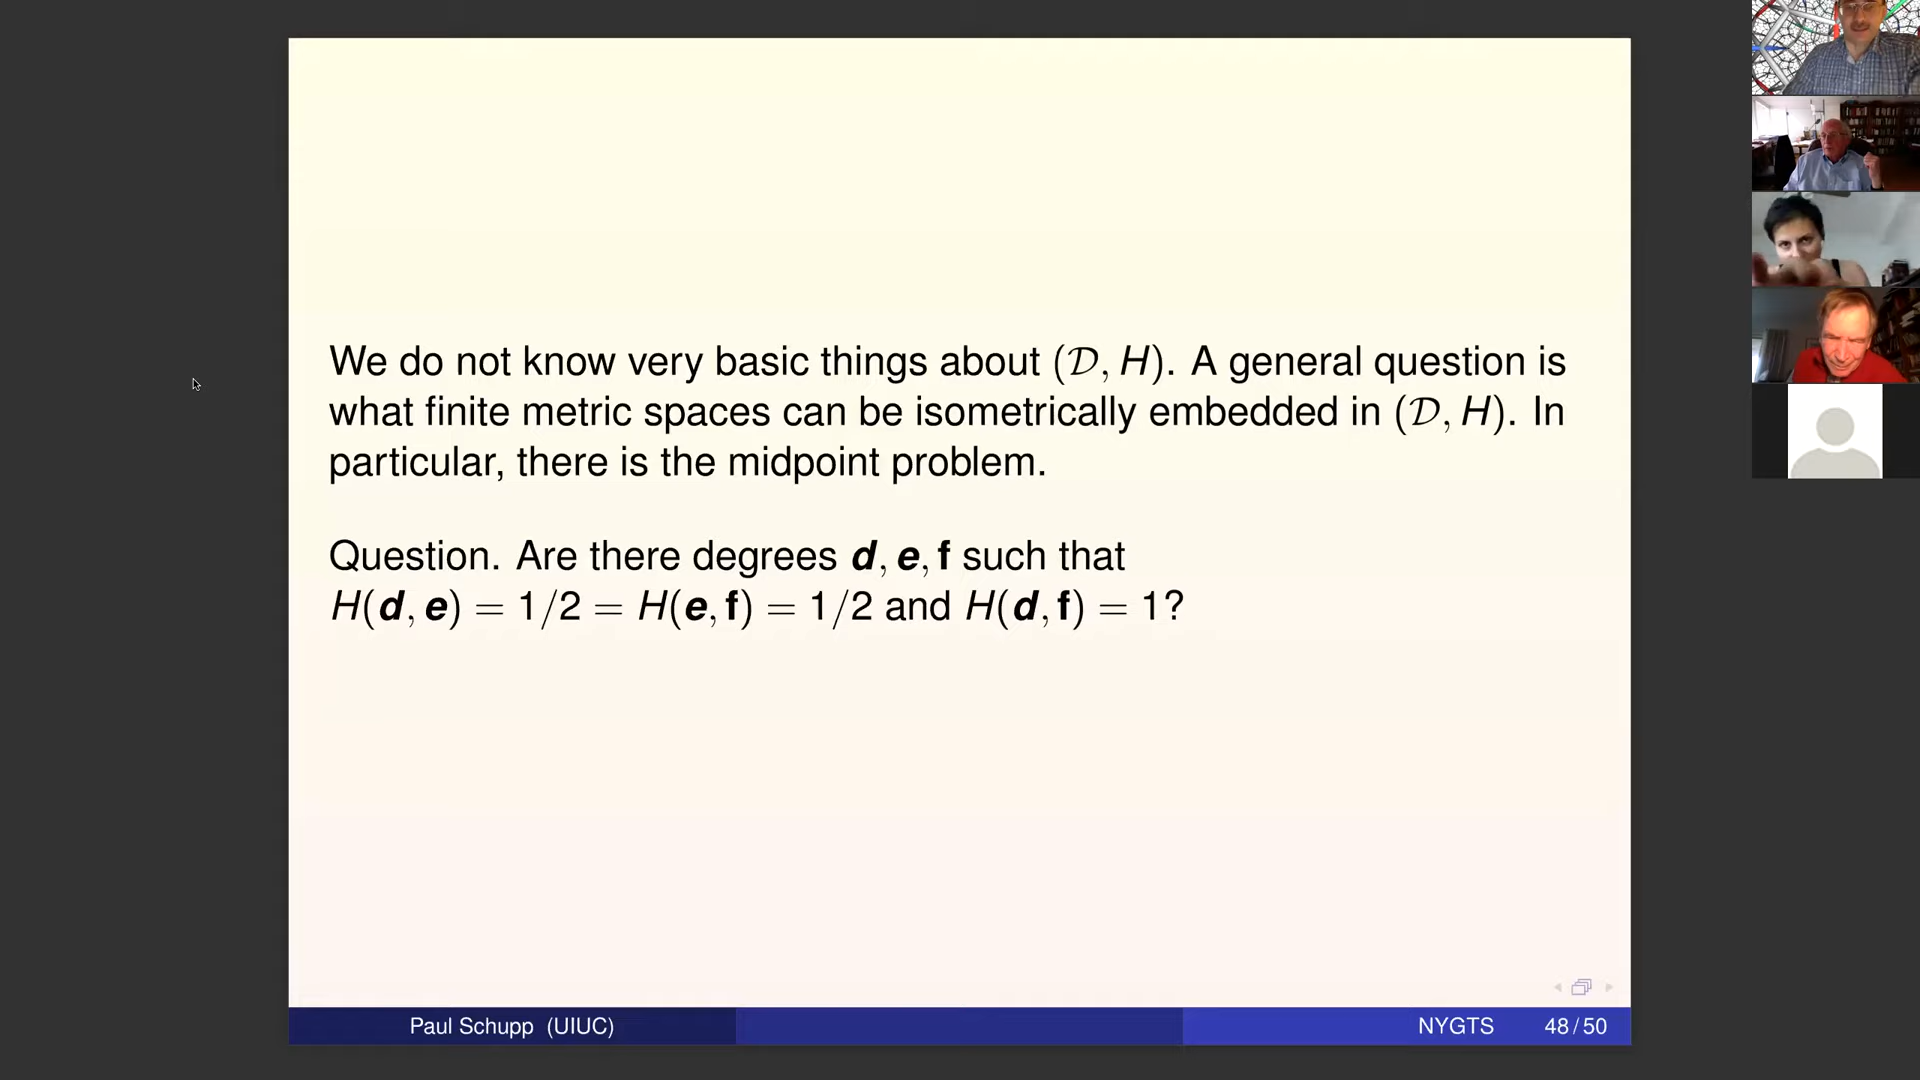 We do not know very basic things about (𝒟, H). A general question is
what finite metric spaces can be isometrically embedded in (𝒟, H). In
particular, there is the midpoint problem.
Question. Are there degrees d, e, f such that
H(d, e) = 1/2 = H(e, f) = 1/2 and H(d, f) = 1?
Paul Schupp (UIUC)
NYGTS
48 / 50